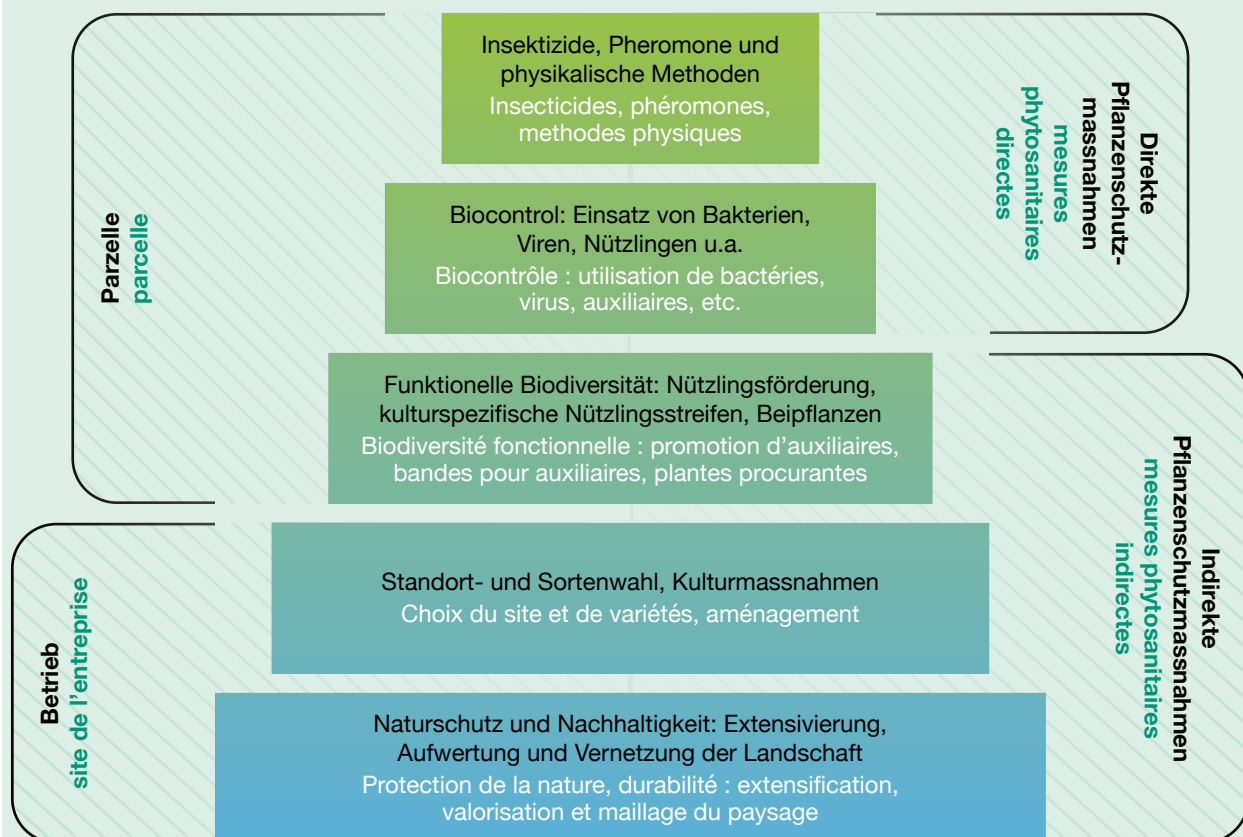 Insektizide, Pheromone und
physikalische Methoden
Insecticides, phéromones,
methodes physiques
Direkte
Pflanzenschutz-
massnahmen
mesures
phytosanitaires
directes
Parzelle
parcelle
Biocontrol: Einsatz von Bakterien,
Viren, Nützlingen u.a.
Biocontrôle : utilisation de bactéries,
virus, auxiliaires, etc.
Funktionelle Biodiversität: Nützlingsförderung,
kulturspezifische Nützlingsstreifen, Beipflanzen
Biodiversité fonctionnelle : promotion d’auxiliaires,
bandes pour auxiliaires, plantes procurantes
Indirekte
Pflanzenschutzmassnahmen
mesures phytosanitaires
indirectes
Standort- und Sortenwahl, Kulturmassnahmen
Choix du site et de variétés, aménagement
Betrieb
site de l’entreprise
Naturschutz und Nachhaltigkeit: Extensivierung,
Aufwertung und Vernetzung der Landschaft
Protection de la nature, durabilité : extensification,
valorisation et maillage du paysage